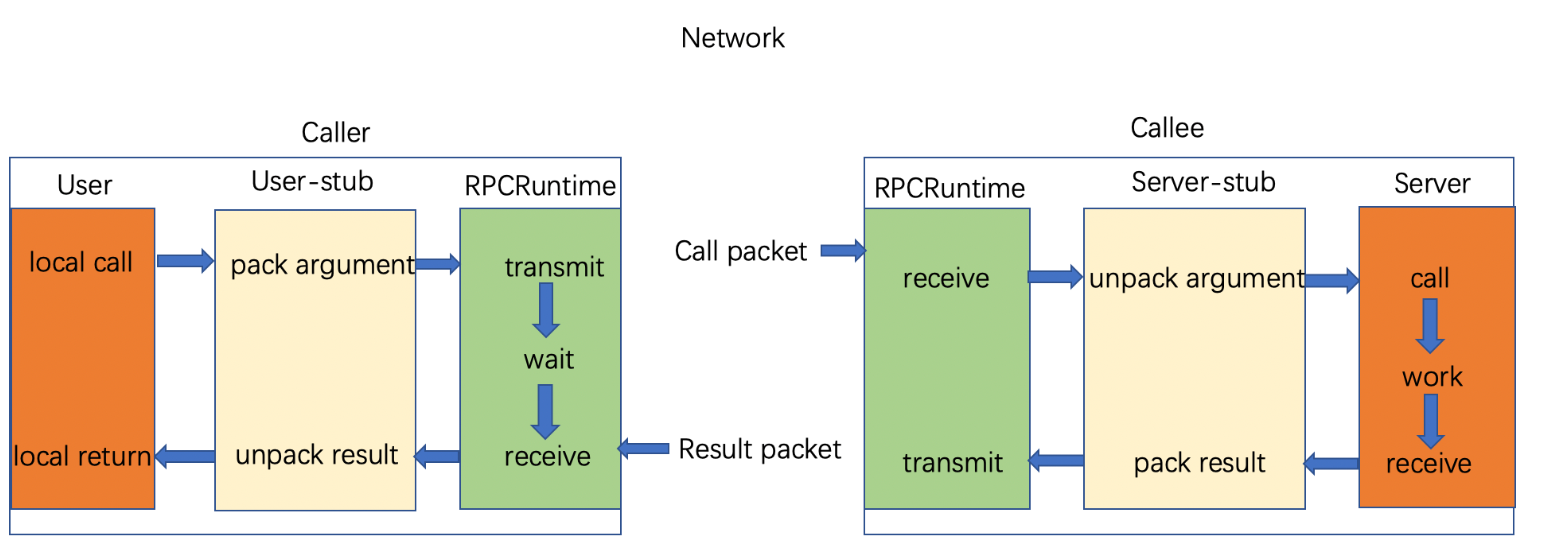 Network
Caller
User
User-stub
RPCRuntime
local call
pack argument
transmit
wait
local return
unpack result
receive
Call packet
Result packet
Callee
RPCRuntime
Server-stub
Server
receive
unpack argument
call
work
transmit
pack result
receive